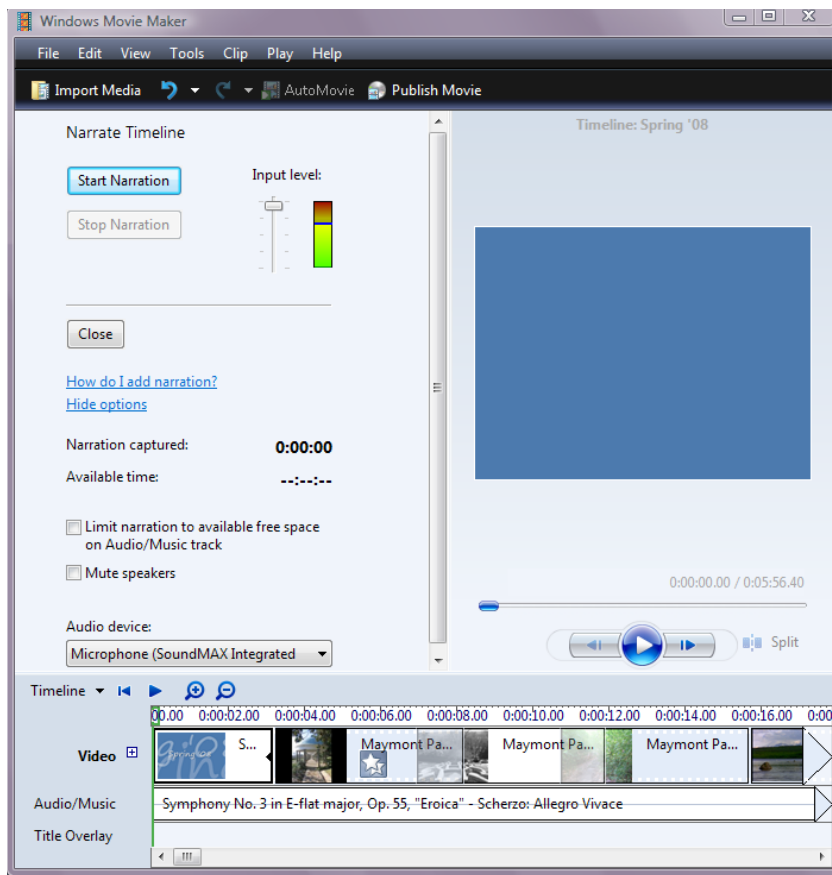 Windows Movie Maker
File Edit View Tools Clip Play Help
Import Media AutoMovie Publish Movie
Narrate Timeline
Timeline: Spring '08
Start Narration
Input level:
Stop Narration
Close
How do I add narration?
Hide options
Narration captured: 0:00:00
Available time: --:--:--
Limit narration to available free space
on Audio/Music track
Mute speakers
0:00:00.00 / 0:05:56.40
Audio device:
Microphone (SoundMAX Integrated
Split
Timeline
00.00 0:00:02.00 0:00:04.00 0:00:06.00 0:00:08.00 0:00:10.00 0:00:12.00 0:00:14.00 0:00:16.00 0:00
Video S... Maymont Pa... Maymont Pa... Maymont Pa...
Audio/Music Symphony No. 3 in E-flat major, Op. 55, "Eroica" - Scherzo: Allegro Vivace
Title Overlay